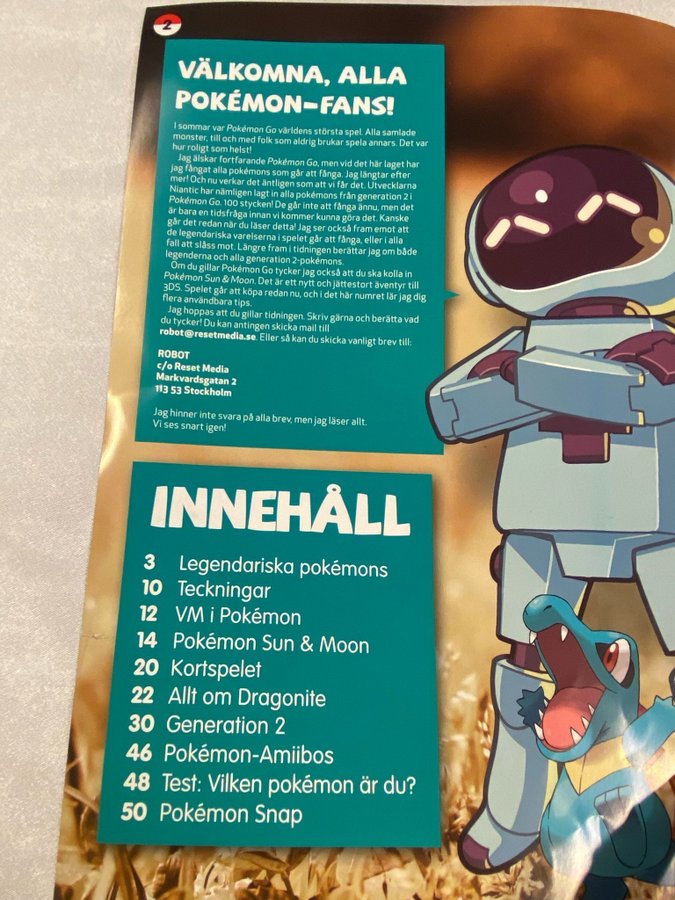 2
VÄLKOMNA, ALLA
POKÉMON-FANS!
I sommar var Pokémon Go världens största spel. Alla samlade
monster, till och med folk som aldrig brukar spela annars. Det var
hur roligt som helst!
Jag älskar fortfarande Pokémon Go, men vid det här laget har
jag fångat alla pokémons som går att fånga. Jag längtar efter
mer! Och nu verkar det äntligen som att vi får det. Utvecklarna
Niantic har nämligen lagt in alla pokémons från generation 2 i
Pokémon Go. 100 stycken! De går inte att fånga ännu, men det
är bara en tidsfråga innan vi kommer kunna göra det. Kanske
går det redan när du läser detta! Jag ser också fram emot att
de legendariska varelserna i spelet går att fånga, eller i alla
fall att slåss mot. Längre fram i tidningen berättar jag om både
legenderna och alla generation 2-pokémons.
Om du gillar Pokémon Go tycker jag också att du ska kolla in
Pokémon Sun & Moon. Det är ett nytt och jättestort äventyr till
3DS. Spelet går att köpa redan nu, och i det här numret lär jag dig
flera användbara tips.
Jag hoppas att du gillar tidningen. Skriv gärna och berätta vad
du tycker! Du kan antingen skicka mail till
robot@resetmedia.se. Eller så kan du skicka vanligt brev till:
ROBOT
c/o Reset Media
Markvardsgatan 2
113 53 Stockholm
Jag hinner inte svara på alla brev, men jag läser allt.
Vi ses snart igen!
INNEHÅLL
3 Legendariska pokémons
10 Teckningar
12 VM i Pokémon
14 Pokémon Sun & Moon
20 Kortspelet
22 Allt om Dragonite
30 Generation 2
46 Pokémon-Amiibos
48 Test: Vilken pokémon är du?
50 Pokémon Snap